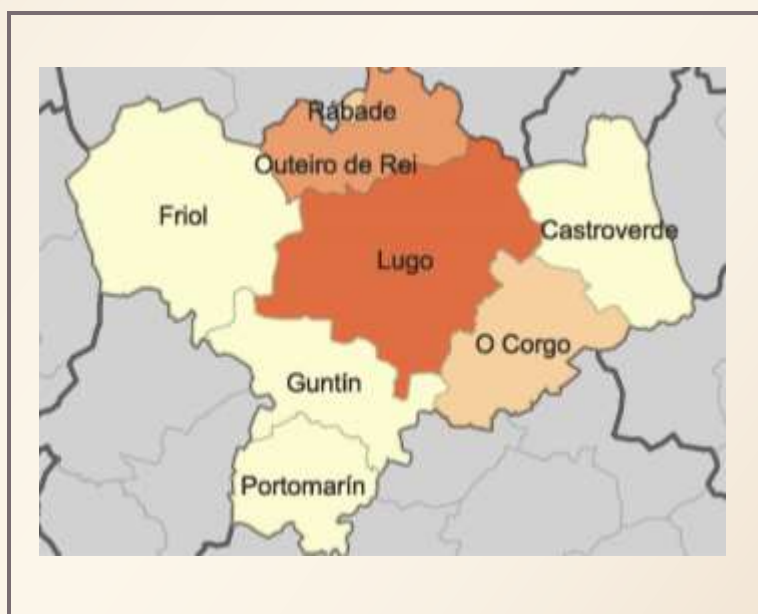 Rábade
Outeiro de Rei
Friol
Castroverde
Lugo
O Corgo
Guntín
Portomarín